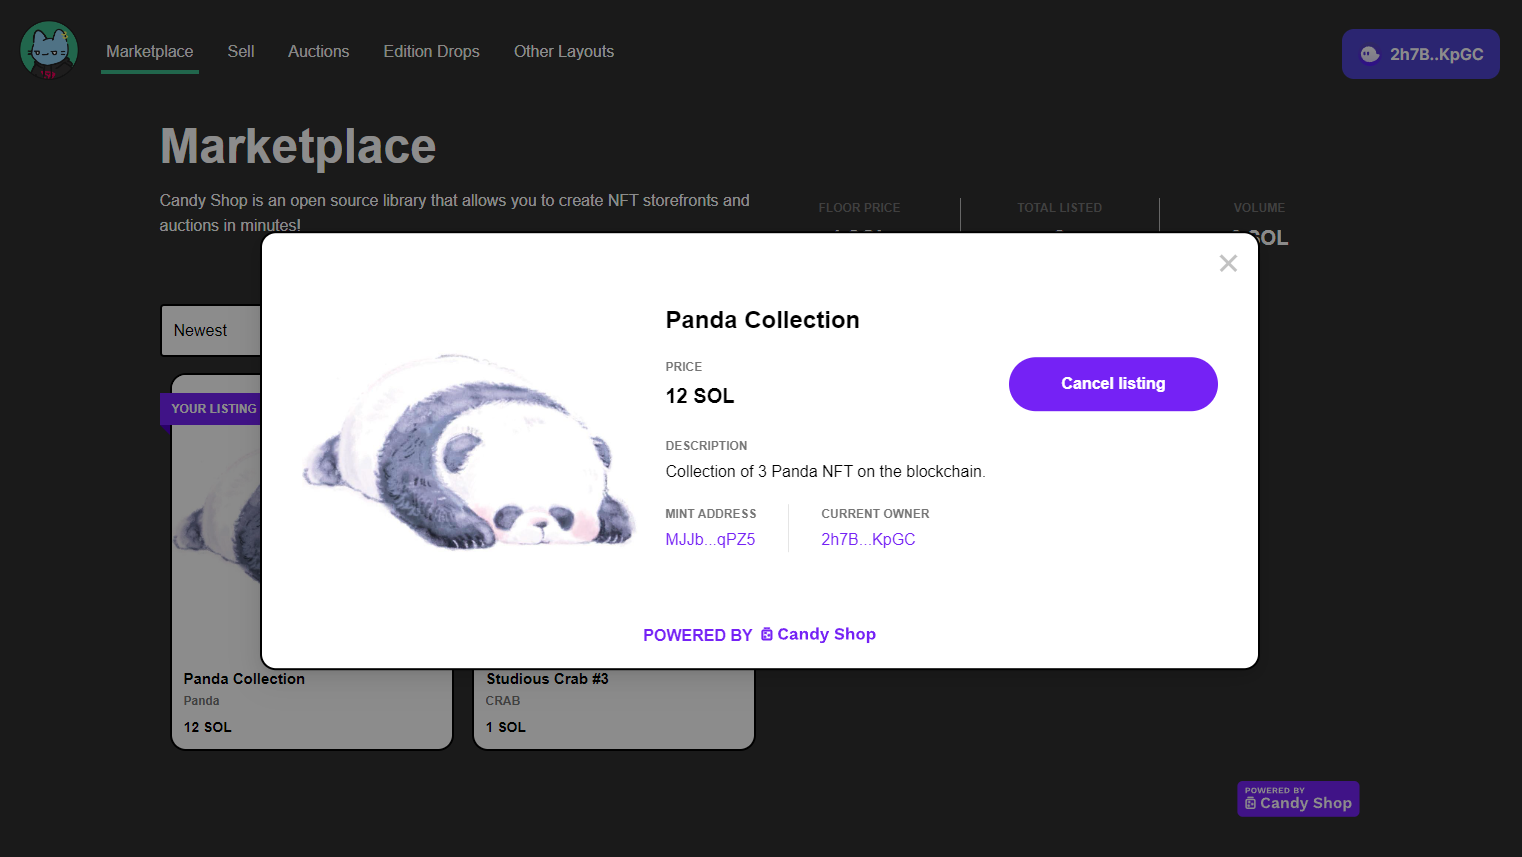 Marketplace
Sell
Auctions
Edition Drops
Other Layouts
2h7B..KpGC
Marketplace
Candy Shop is an open source library that allows you to create NFT storefronts and
auctions in minutes!
FLOOR PRICE
TOTAL LISTED
VOLUME
SOL
Newest
YOUR LISTING
Panda Collection
PRICE
12 SOL
Cancel listing
DESCRIPTION
Collection of 3 Panda NFT on the blockchain.
MINT ADDRESS
CURRENT OWNER
MJJb...qPZ5
2h7B...KpGC
POWERED BY Candy Shop
Panda Collection
Panda
12 SOL
Studious Crab #3
CRAB
1 SOL
POWERED BY
Candy Shop